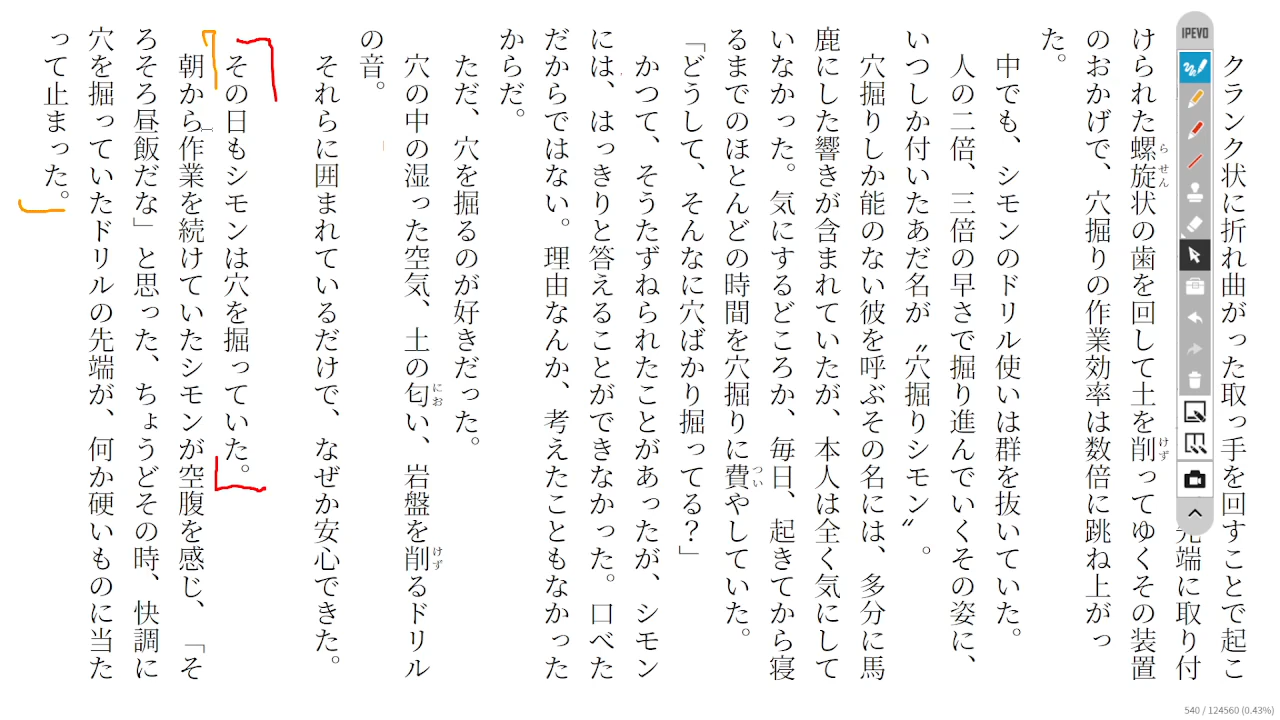 クランク状に折れ曲がった取っ手を回すことで起こ
先端に取り付
けられた螺旋状の歯を回して土を削ってゆくその装置
のおかげで、穴掘りの作業効率は数倍に跳ね上がっ
た。
中でも、シモンのドリル使いは群を抜いていた。
人の二倍、三倍の早さで掘り進んでいくその姿に、
いつしか付いたあだ名が〝穴掘りシモン〟。
穴掘りしか能のない彼を呼ぶその名には、多分に馬
鹿にした響きが含まれていたが、本人は全く気にして
いなかった。気にするどころか、毎日、起きてから寝
るまでのほとんどの時間を穴掘りに費やしていた。
「どうして、そんなに穴ばかり掘ってる？」
かつて、そうたずねられたことがあったが、シモン
には、はっきりと答えることができなかった。口べた
だからではない。理由なんか、考えたこともなかった
からだ。
ただ、穴を掘るのが好きだった。
穴の中の湿った空気、土の匂い、岩盤を削るドリル
の音。
それらに囲まれているだけで、なぜか安心できた。
その日もシモンは穴を掘っていた。
朝から作業を続けていたシモンが空腹を感じ、「そ
ろそろ昼飯だな」と思った、ちょうどその時、快調に
穴を掘っていたドリルの先端が、何か硬いものに当た
って止まった。
らせん
けず
つい
にお
けず
IPEVO
540 / 124560 (0.43%)